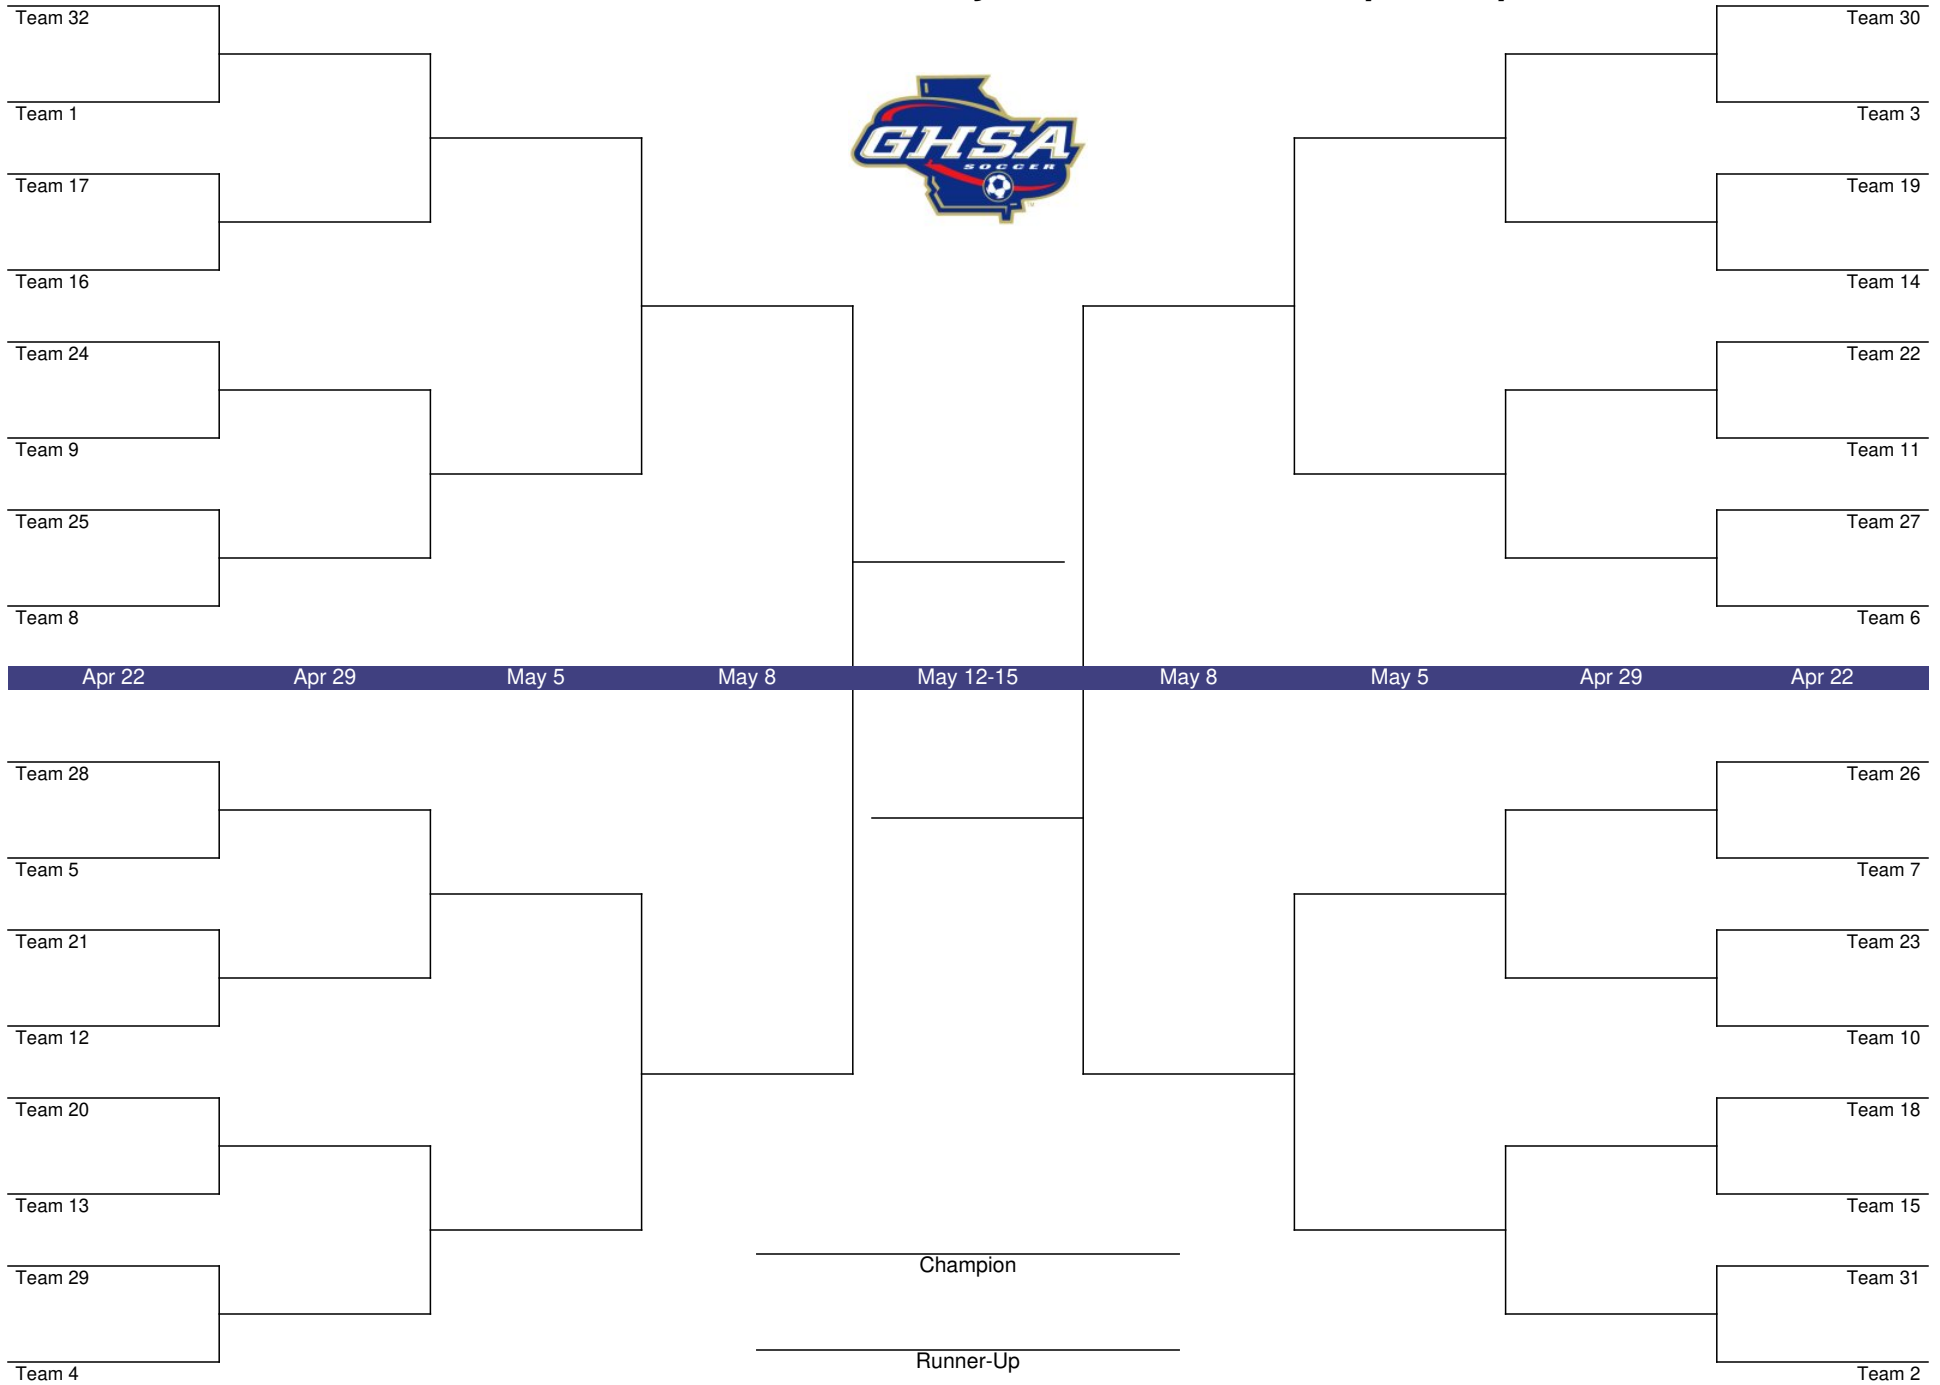 Team 32
Team 30
Team 1
Team 3
Team 17
Team 19
Team 16
Team 14
Team 24
Team 22
Team 9
Team 11
Team 25
Team 27
Team 8
Team 6
GHSA
SOCCER
Apr 22 Apr 29 May 5 May 8 May 12-15 May 8 May 5 Apr 29 Apr 22
Team 28
Team 26
Team 5
Team 7
Team 21
Team 23
Team 12
Team 10
Team 20
Team 18
Team 13
Team 15
Team 29
Team 31
Team 4
Team 2
Champion
Runner-Up